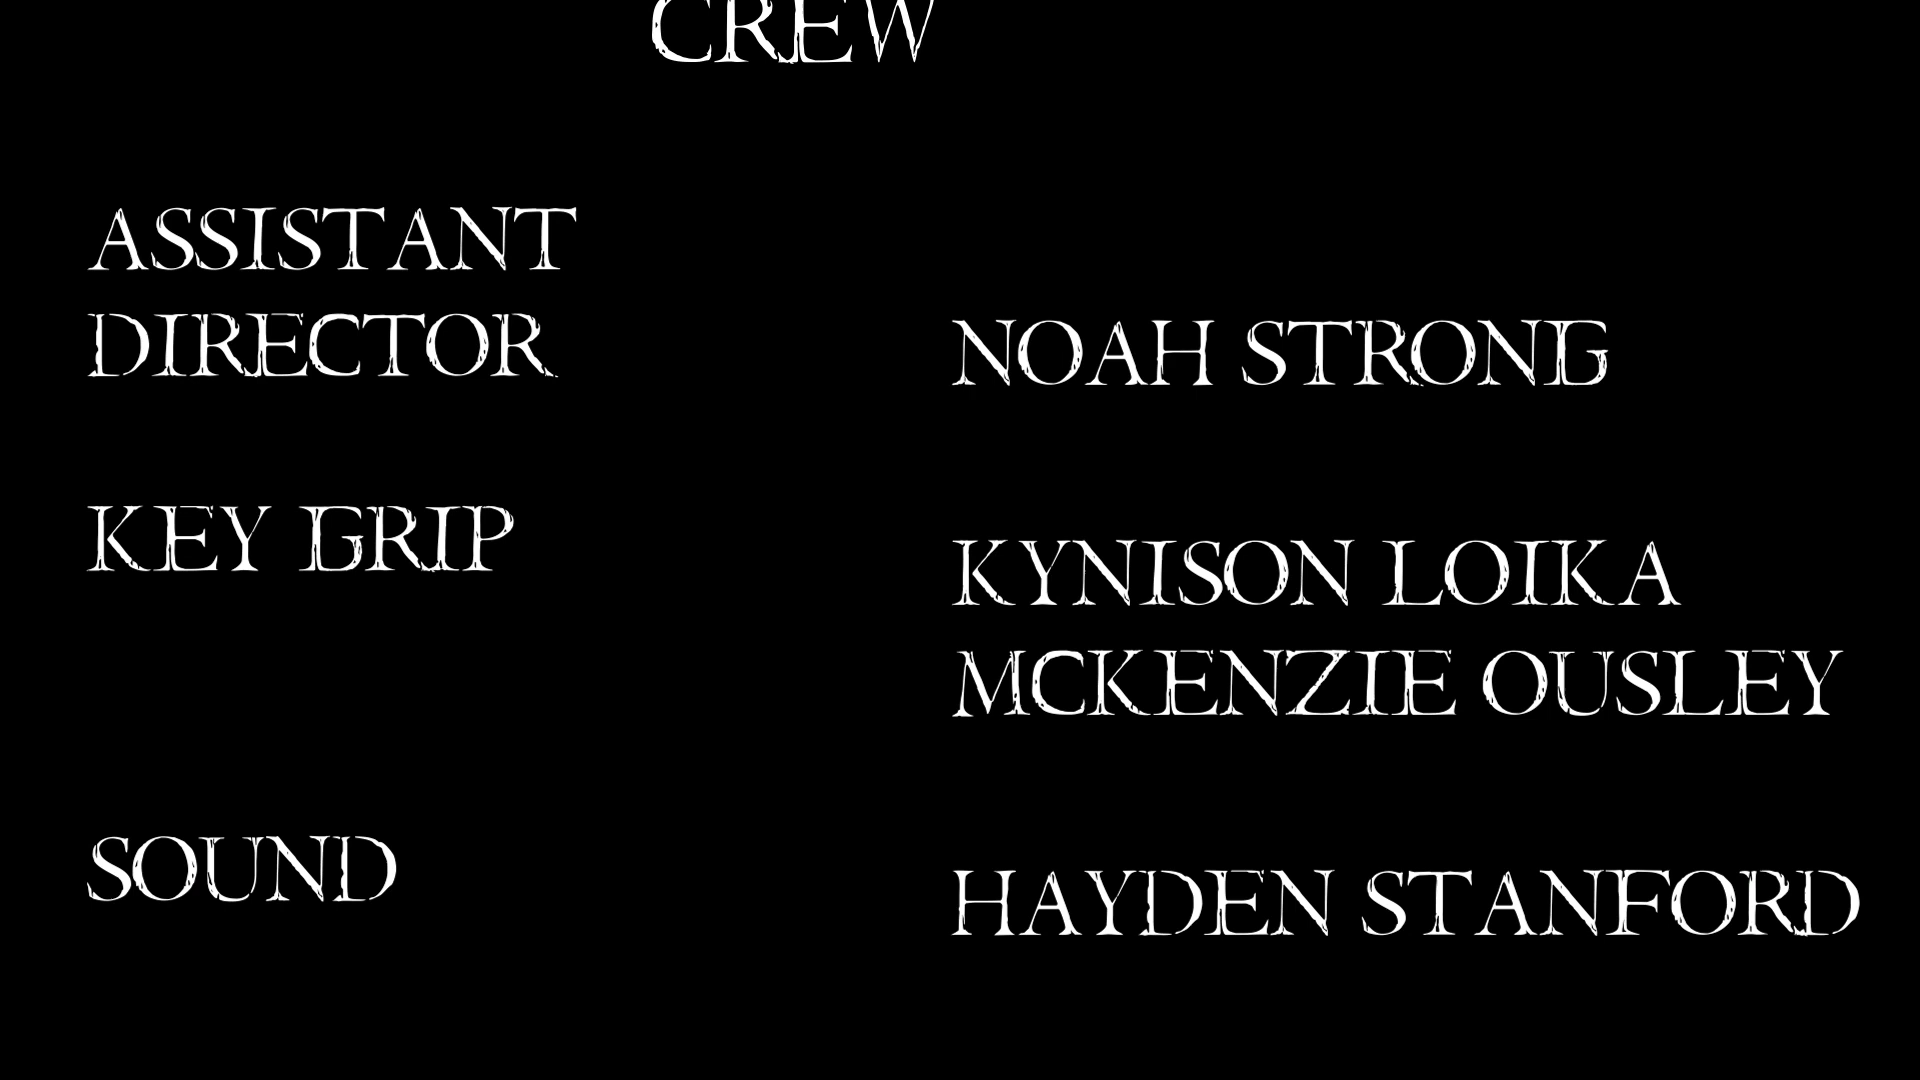 CREW
ASSISTANT
DIRECTOR
NOAH STRONG
KEY GRIP
KYNISON LOIKA
MCKENZIE OUSLEY
SOUND
HAYDEN STANFORD